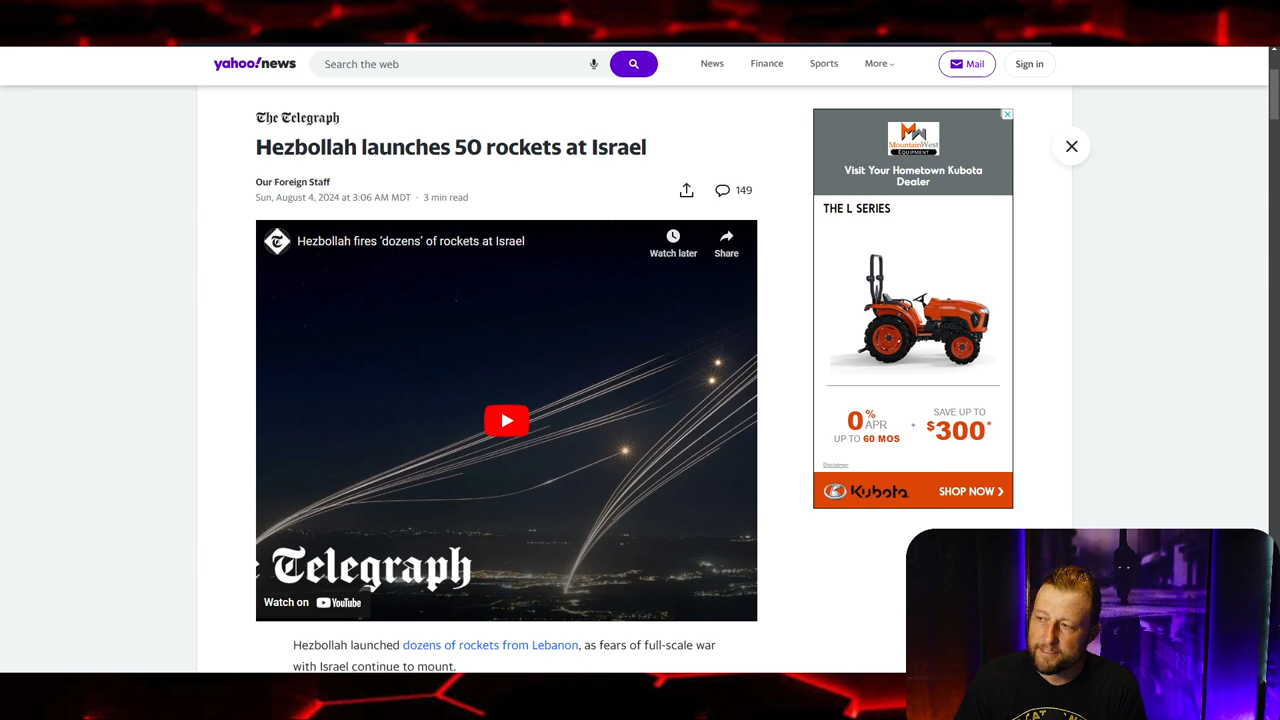 yahoo!news
Search the web
News
Finance
Sports
More
Mail
Sign in
The Telegraph
Hezbollah launches 50 rockets at Israel
Our Foreign Staff
Sun, August 4, 2024 at 3:06 AM MDT · 3 min read
149
Hezbollah fires 'dozens' of rockets at Israel
Watch later
Share
Telegraph
Watch on YouTube
Hezbollah launched dozens of rockets from Lebanon, as fears of full-scale war
with Israel continue to mount.
MountainWest
EQUIPMENT
Visit Your Hometown Kubota
Dealer
THE L SERIES
0% APR
UP TO 60 MOS
+
SAVE UP TO
$300*
Disclaimer
Kubota
SHOP NOW